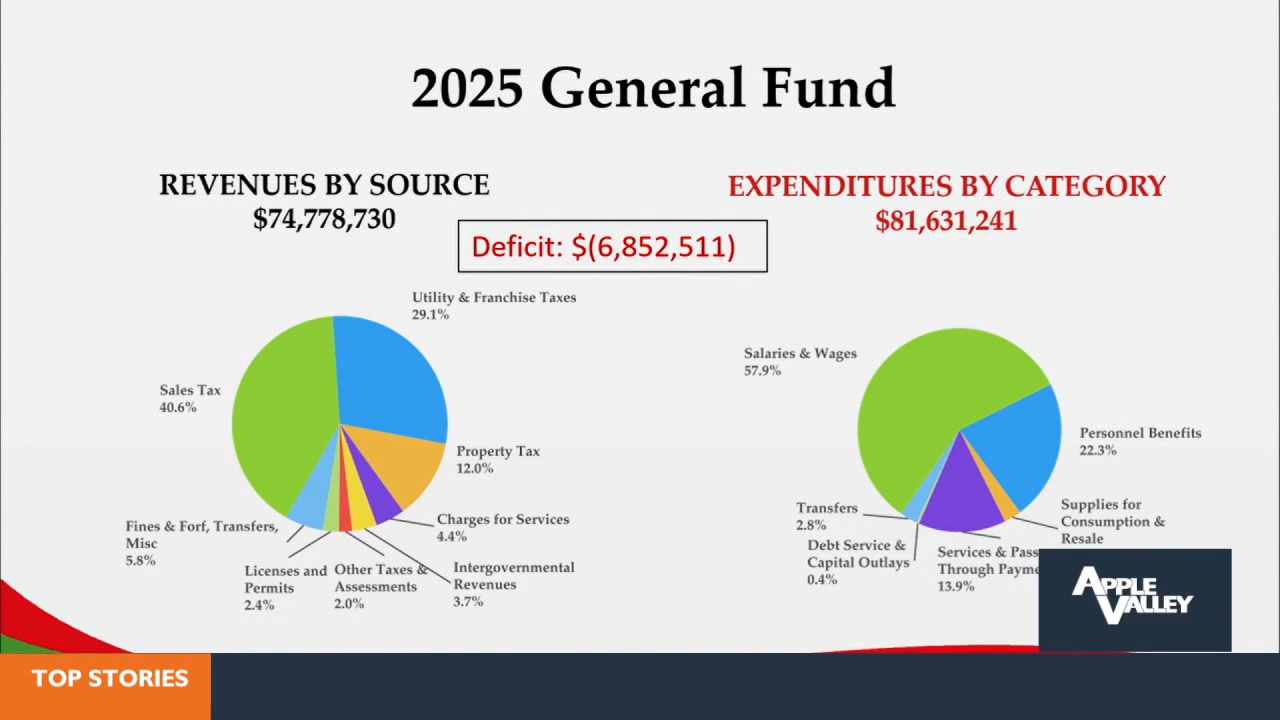 2025 General Fund
REVENUES BY SOURCE
$74,778,730
EXPENDITURES BY CATEGORY
$81,631,241
Deficit: $(6,852,511)
Utility & Franchise Taxes
29.1%
Sales Tax
40.6%
Property Tax
12.0%
Charges for Services
4.4%
Fines & Forf, Transfers,
Misc
5.8%
Licenses and
Permits
2.4%
Other Taxes &
Assessments
2.0%
Intergovernmental
Revenues
3.7%
Salaries & Wages
57.9%
Personnel Benefits
22.3%
Transfers
2.8%
Supplies for
Consumption &
Resale
Debt Service &
Capital Outlays
0.4%
Services & Pass
Through
13.9%
APPLE
VALLEY
TOP STORIES